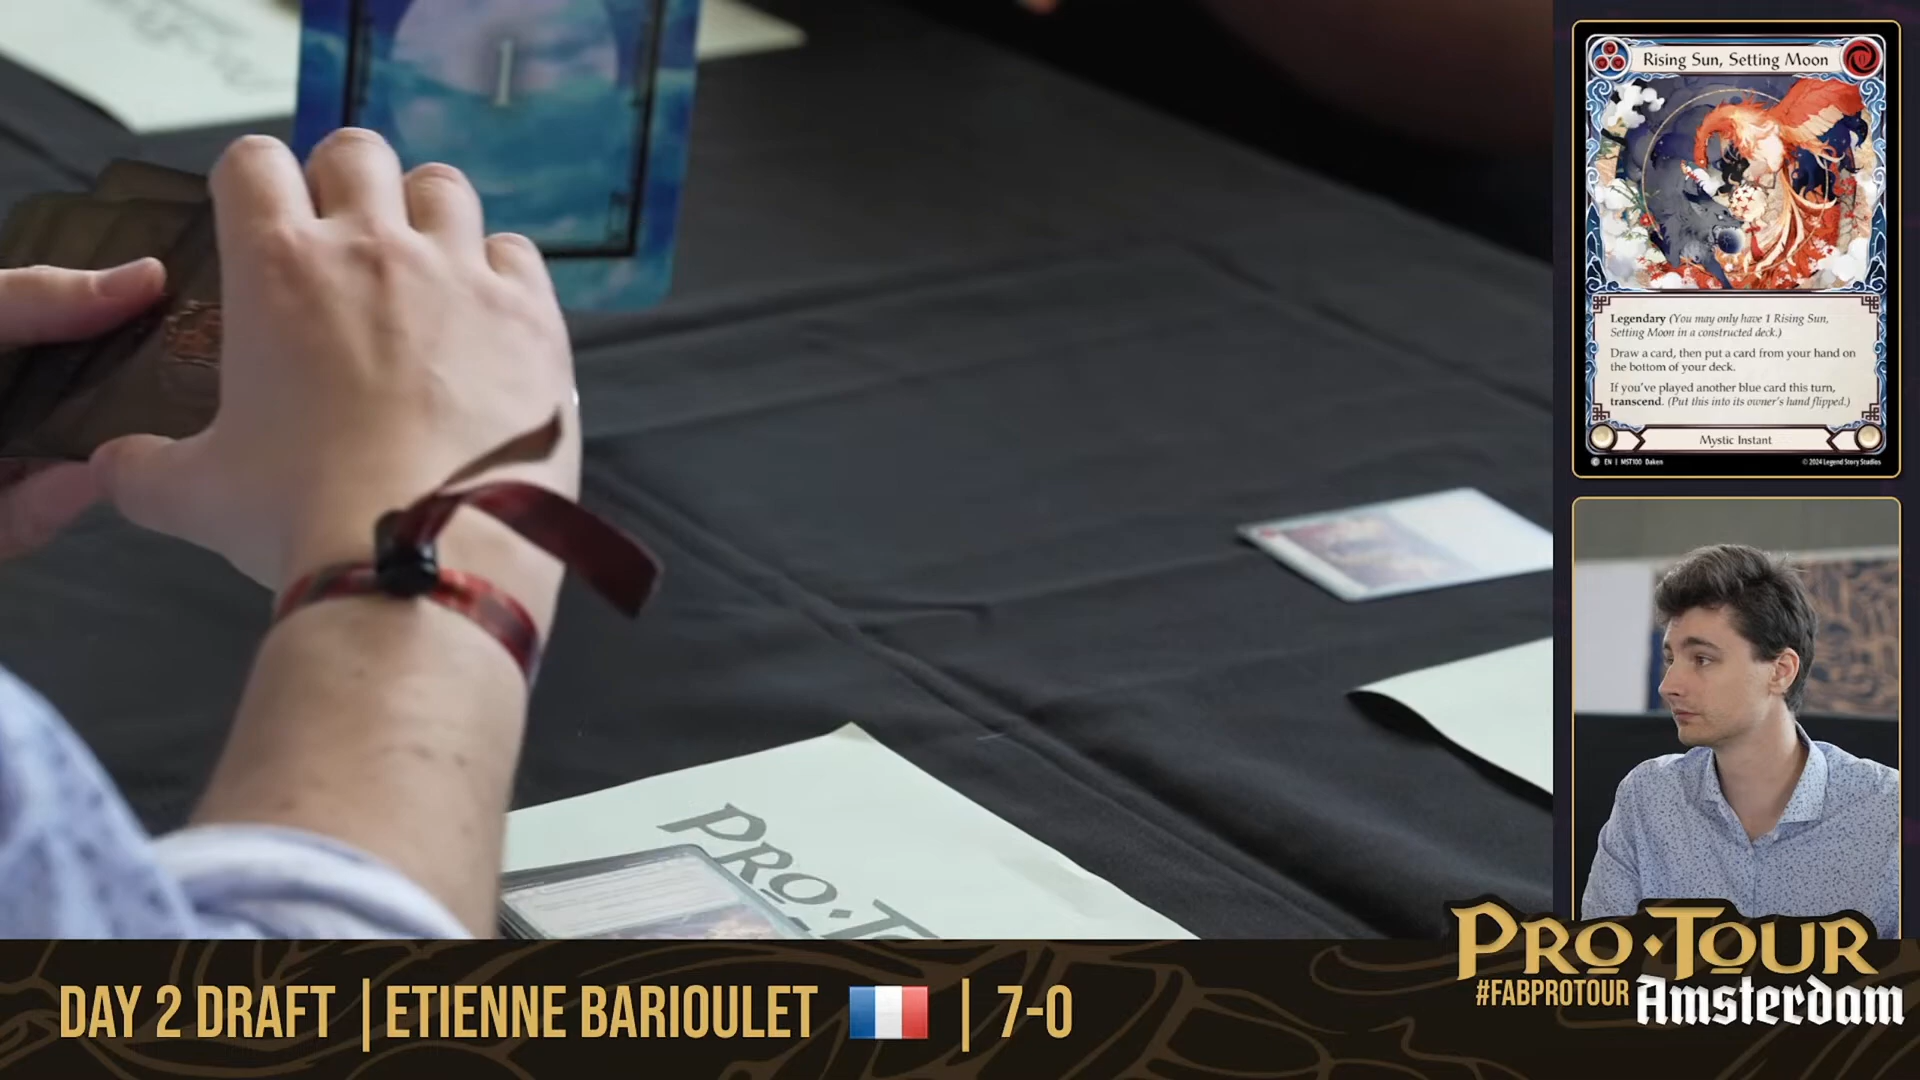 1
Rising Sun, Setting Moon
Legendary (You may only have 1 Rising Sun,
Setting Moon in a constructed deck.)
Draw a card, then put a card from your hand on
the bottom of your deck.
If you've played another blue card this turn,
transcend. (Put this into its owner's hand flipped.)
Mystic Instant
EN | MST100 Daken
© 2024 Legend Story Studios
PRO·T
DAY 2 DRAFT | ETIENNE BARIOULET | 7-0
PRO·TOUR
#FABPROTOUR Amsterdam